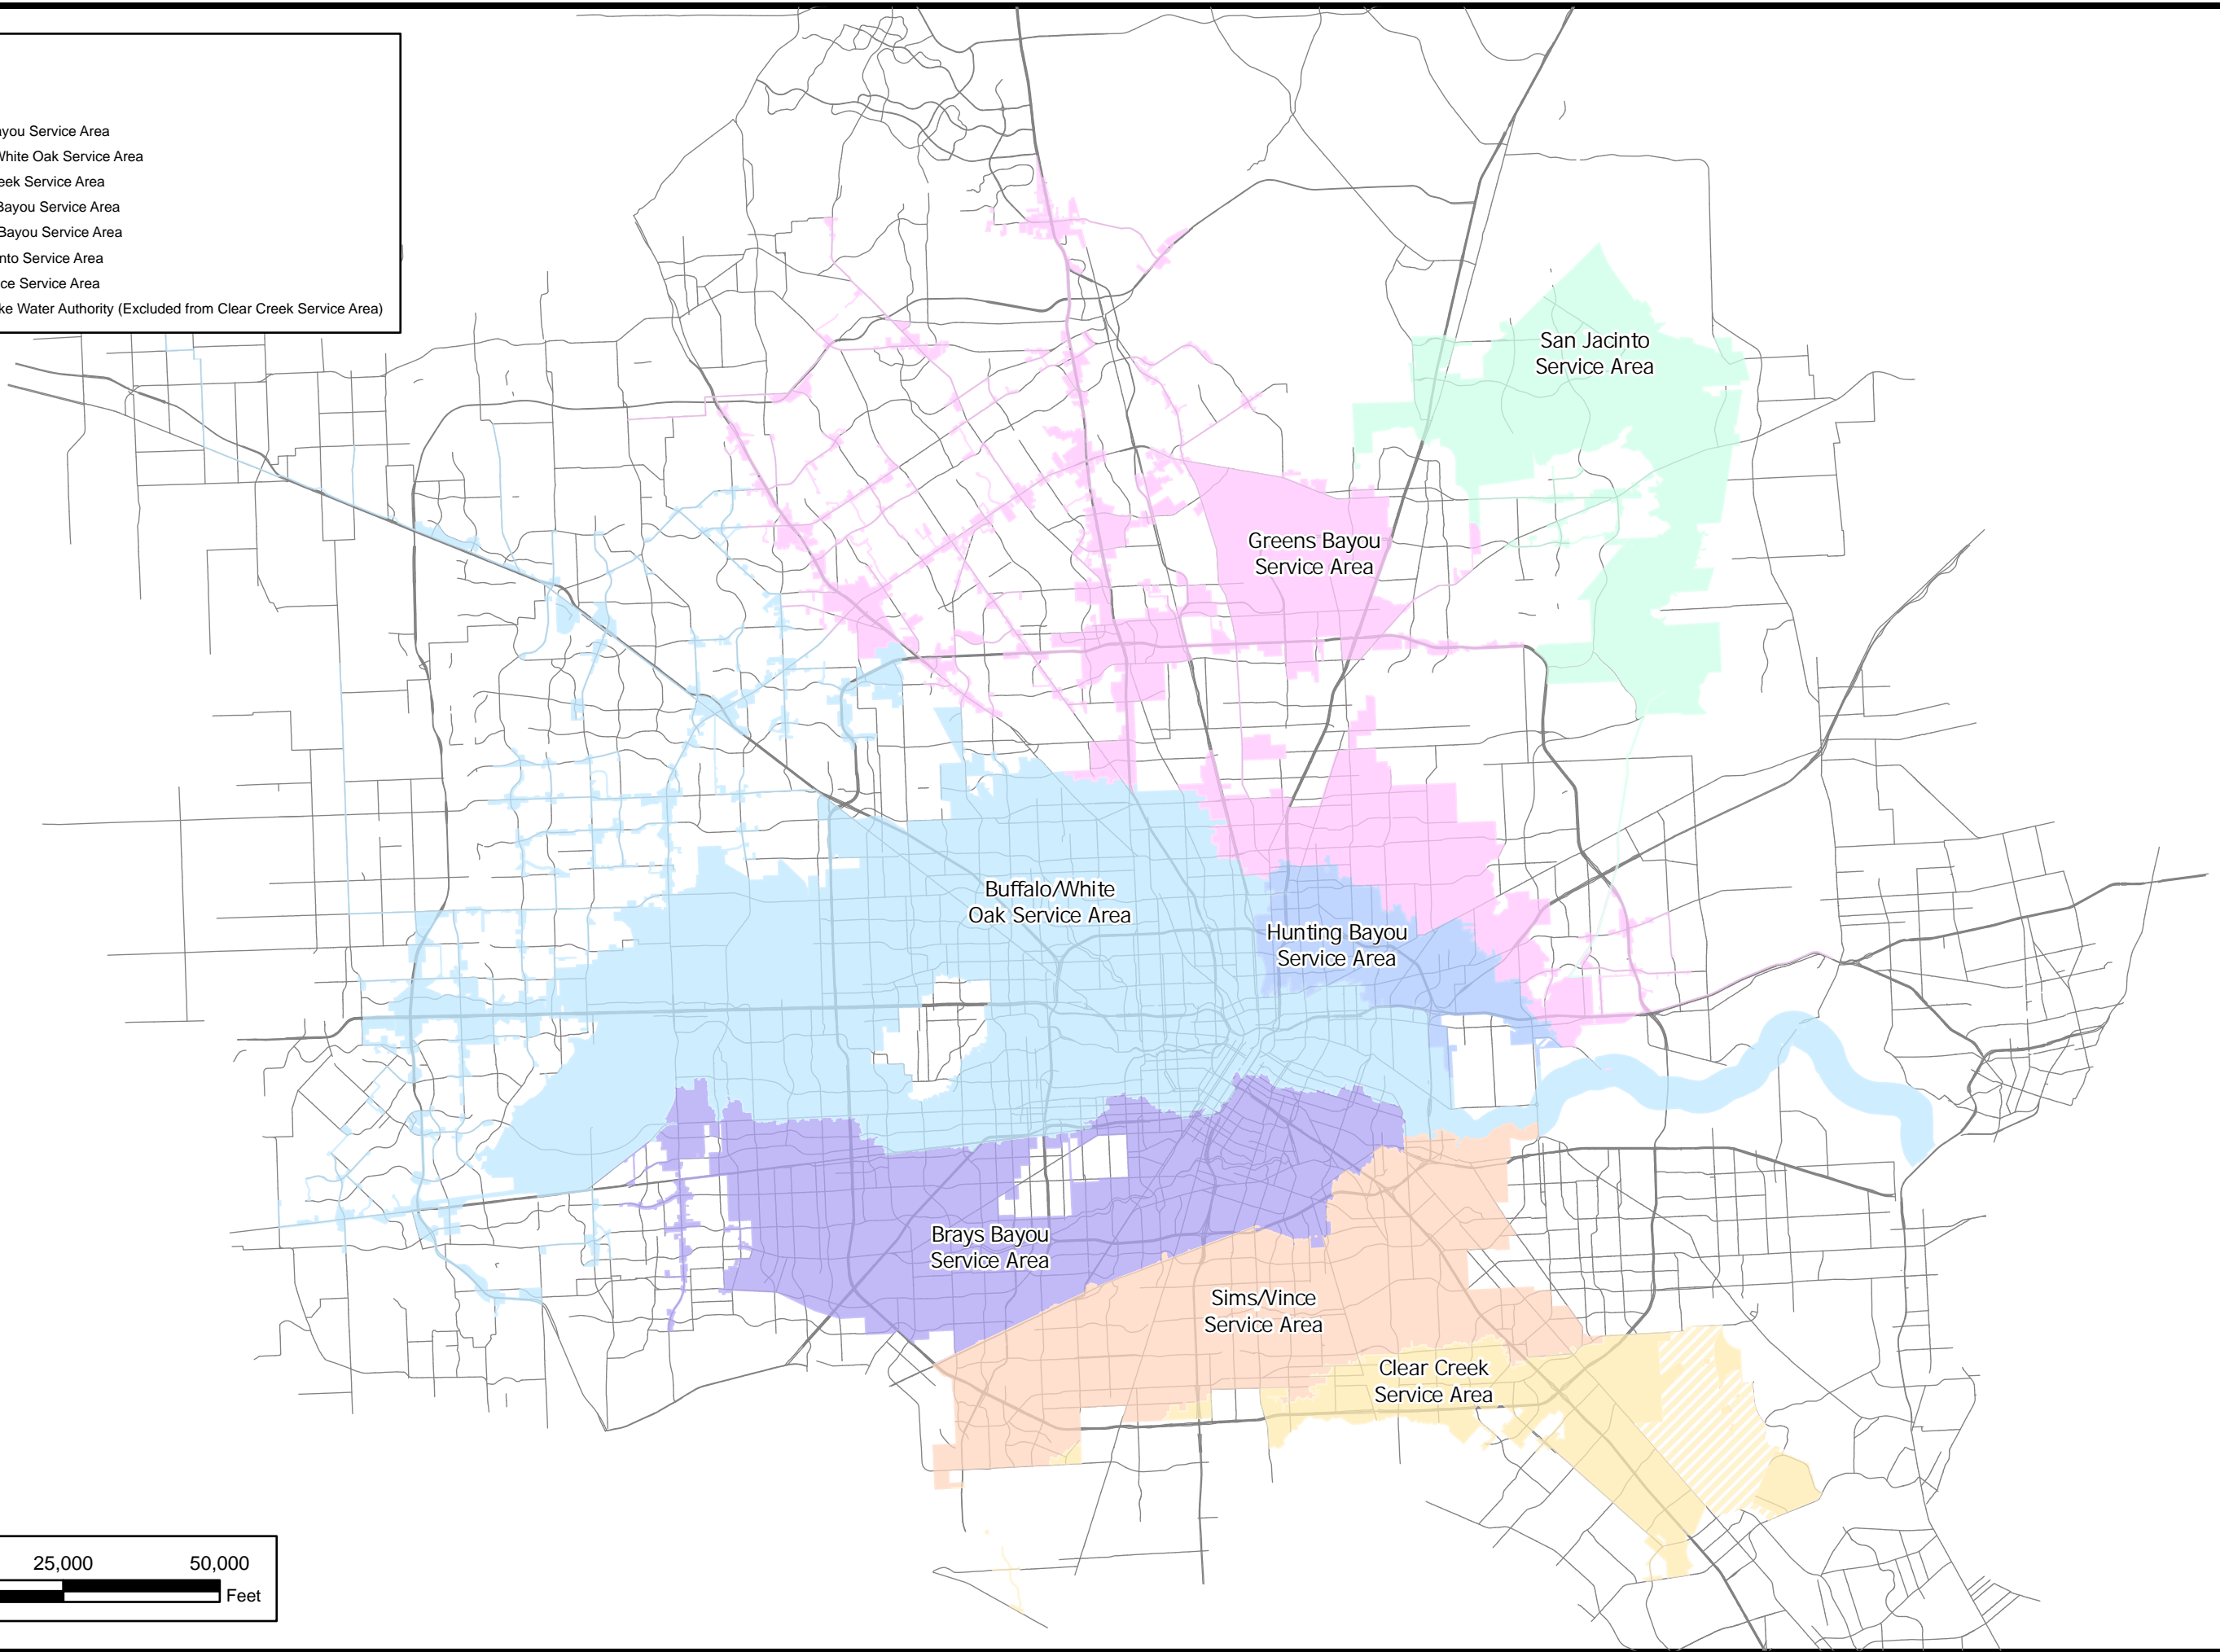 ayou Service Area
White Oak Service Area
eek Service Area
Bayou Service Area
Bayou Service Area
nto Service Area
ce Service Area
ke Water Authority (Excluded from Clear Creek Service Area)
San Jacinto
Service Area
Greens Bayou
Service Area
Buffalo/White
Oak Service Area
Hunting Bayou
Service Area
Brays Bayou
Service Area
Sims/Vince
Service Area
Clear Creek
Service Area
25,000
50,000
Feet